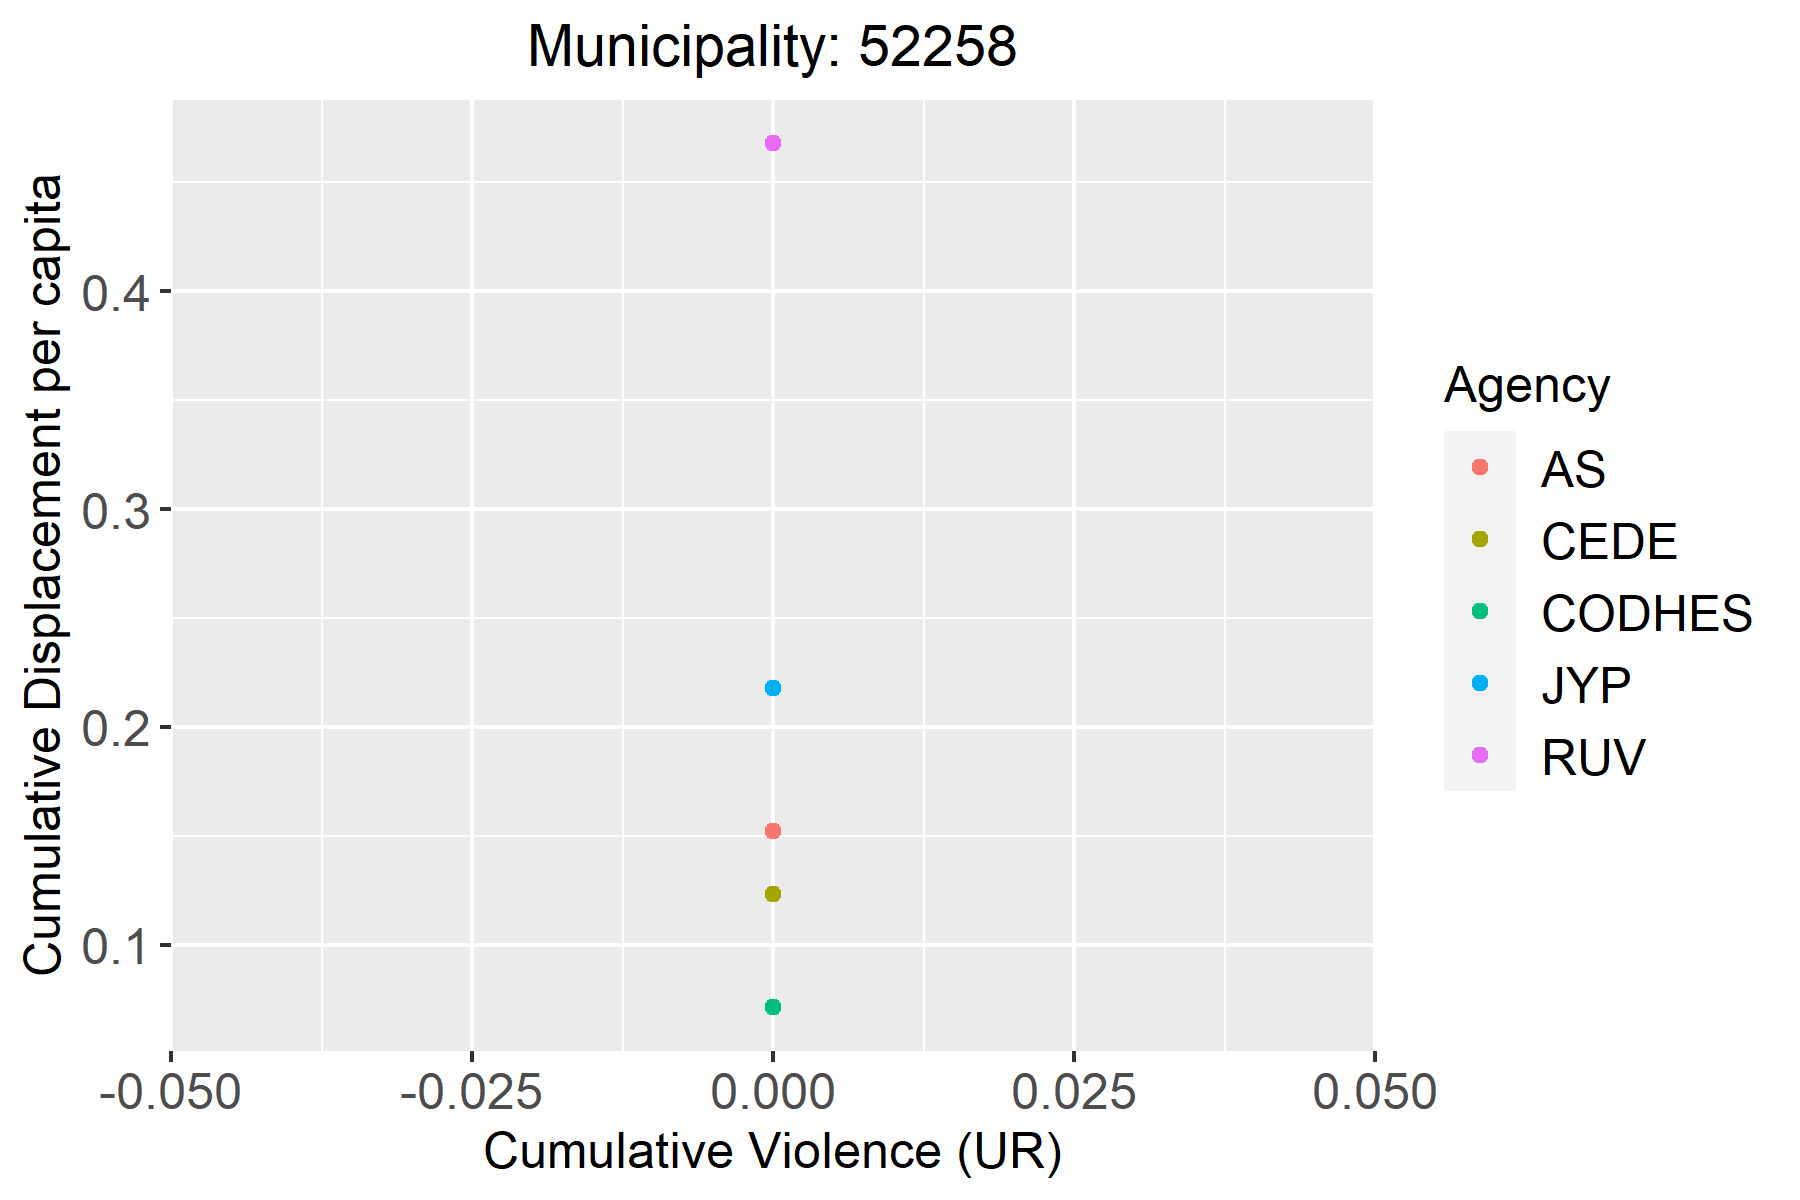 Municipality: 52258
Cumulative Displacement per capita
0.4
0.3
0.2
0.1
-0.050
-0.025
0.000
0.025
0.050
Cumulative Violence (UR)
Agency
AS
CEDE
CODHES
JYP
RUV